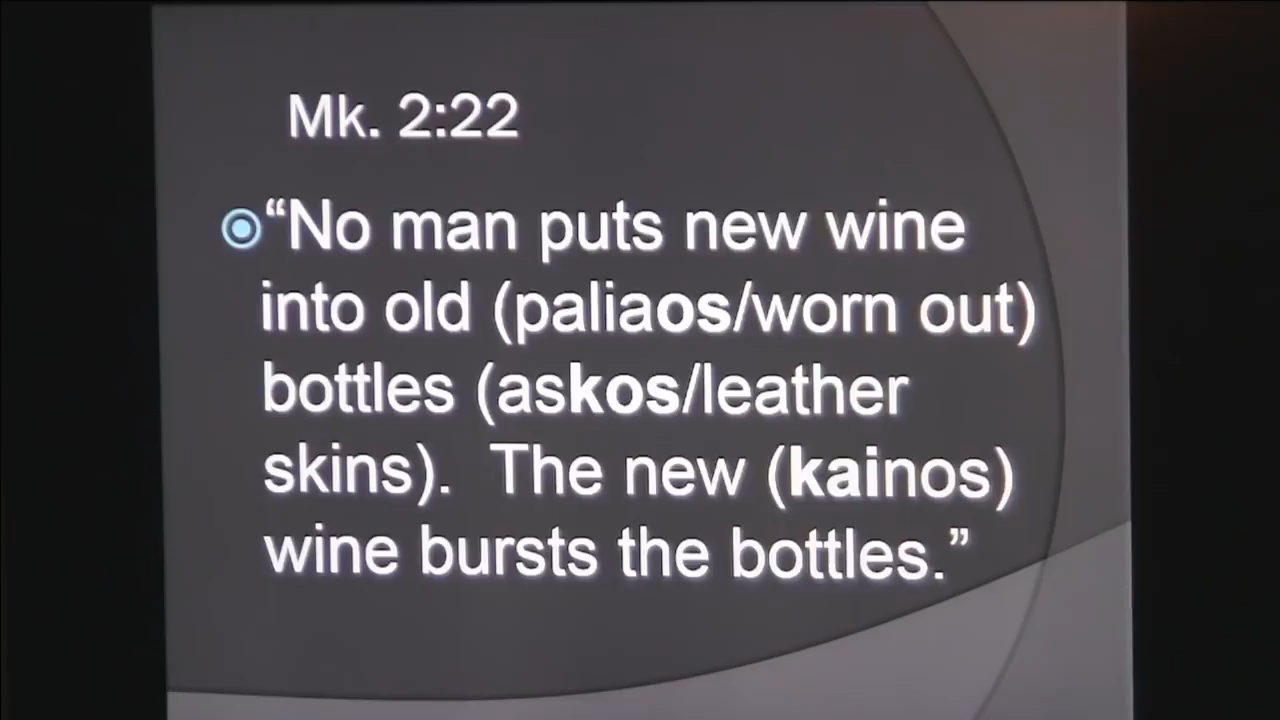 Mk. 2:22
“No man puts new wine
into old (paliaos/worn out)
bottles (askos/leather
skins).  The new (kainos)
wine bursts the bottles.”